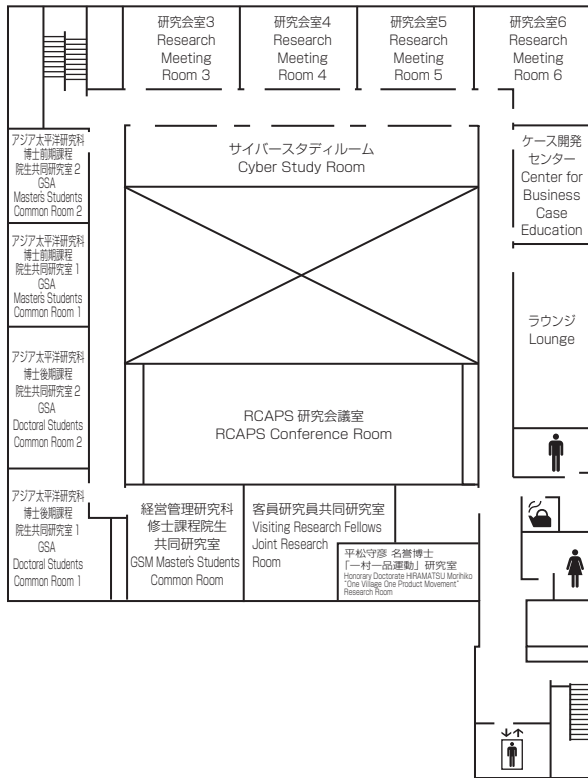 研究会室3
Research
Meeting
Room 3
研究会室4
Research
Meeting
Room 4
研究会室5
Research
Meeting
Room 5
研究会室6
Research
Meeting
Room 6
サイバースタディルーム
Cyber Study Room
ケース開発
センター
Center for
Business
Case
Education
アジア太平洋研究科
博士前期課程
院生共同研究室 2
GSA
Master's Students
Common Room 2
アジア太平洋研究科
博士前期課程
院生共同研究室 1
GSA
Master's Students
Common Room 1
ラウンジ
Lounge
アジア太平洋研究科
博士後期課程
院生共同研究室 2
GSA
Doctoral Students
Common Room 2
RCAPS 研究会議室
RCAPS Conference Room
アジア太平洋研究科
博士後期課程
院生共同研究室 1
GSA
Doctoral Students
Common Room 1
経営管理研究科
修士課程院生
共同研究室
GSM Master's Students
Common Room
客員研究員共同研究室
Visiting Research Fellows
Joint Research
Room
平松守彦 名誉博士
「一村一品運動」研究室
Honorary Doctorate HIRAMATSU Morihiko
"One Village One Product Movement"
Research Room